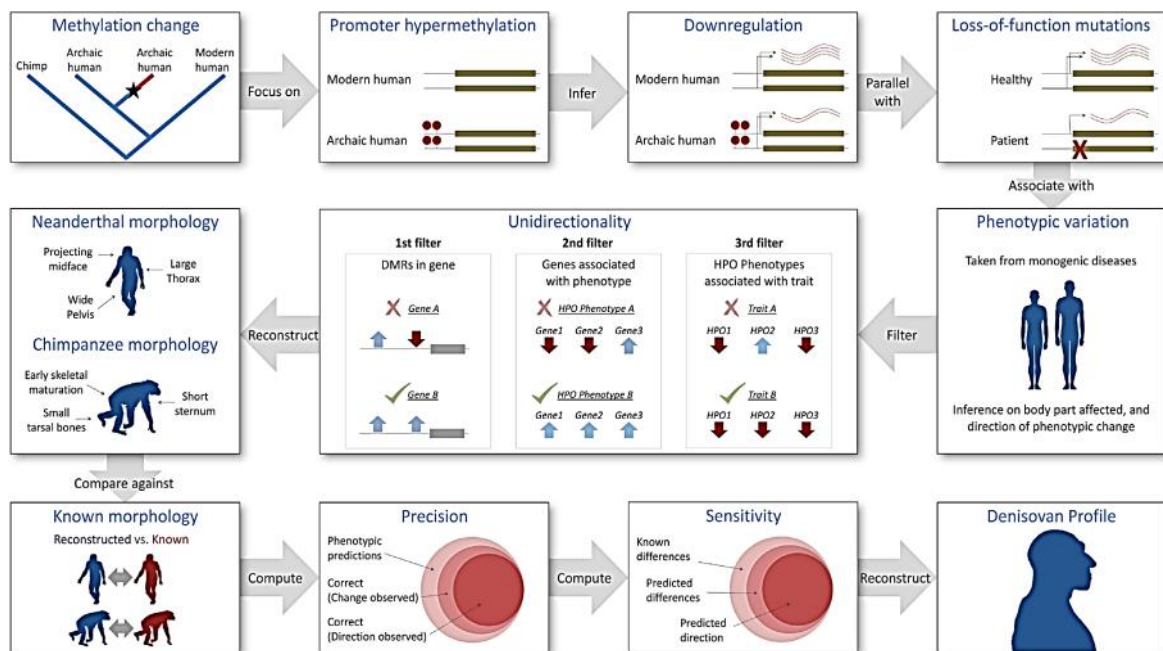 Methylation change
Chimp
Archaic
human
Archaic
human
Modern
human
Focus on
Promoter hypermethylation
Modern human
Archaic human
Infer
Downregulation
Modern human
Archaic human
Parallel
with
Loss-of-function mutations
Healthy
Patient
X
Associate with
Neanderthal morphology
Projecting
midface
Large
Thorax
Wide
Pelvis
Chimpanzee morphology
Early skeletal
maturation
Short
sternum
Small
tarsal bones
Reconstruct
Unidirectionality
1st filter
DMRs in gene
Gene A
Gene B
2nd filter
Genes associated
with phenotype
HPO Phenotype A
Gene1 Gene2 Gene3
HPO Phenotype B
Gene1 Gene2 Gene3
3rd filter
HPO Phenotypes
associated with trait
Trait A
HPO1 HPO2 HPO3
Trait B
HPO1 HPO2 HPO3
Filter
Phenotypic variation
Taken from monogenic diseases
Inference on body part affected, and
direction of phenotypic change
Compare against
Known morphology
Reconstructed vs. Known
Compute
Precision
Phenotypic
predictions
Correct
(Change observed)
Correct
(Direction observed)
Compute
Sensitivity
Known
differences
Predicted
differences
Predicted
direction
Reconstruct
Denisovan Profile